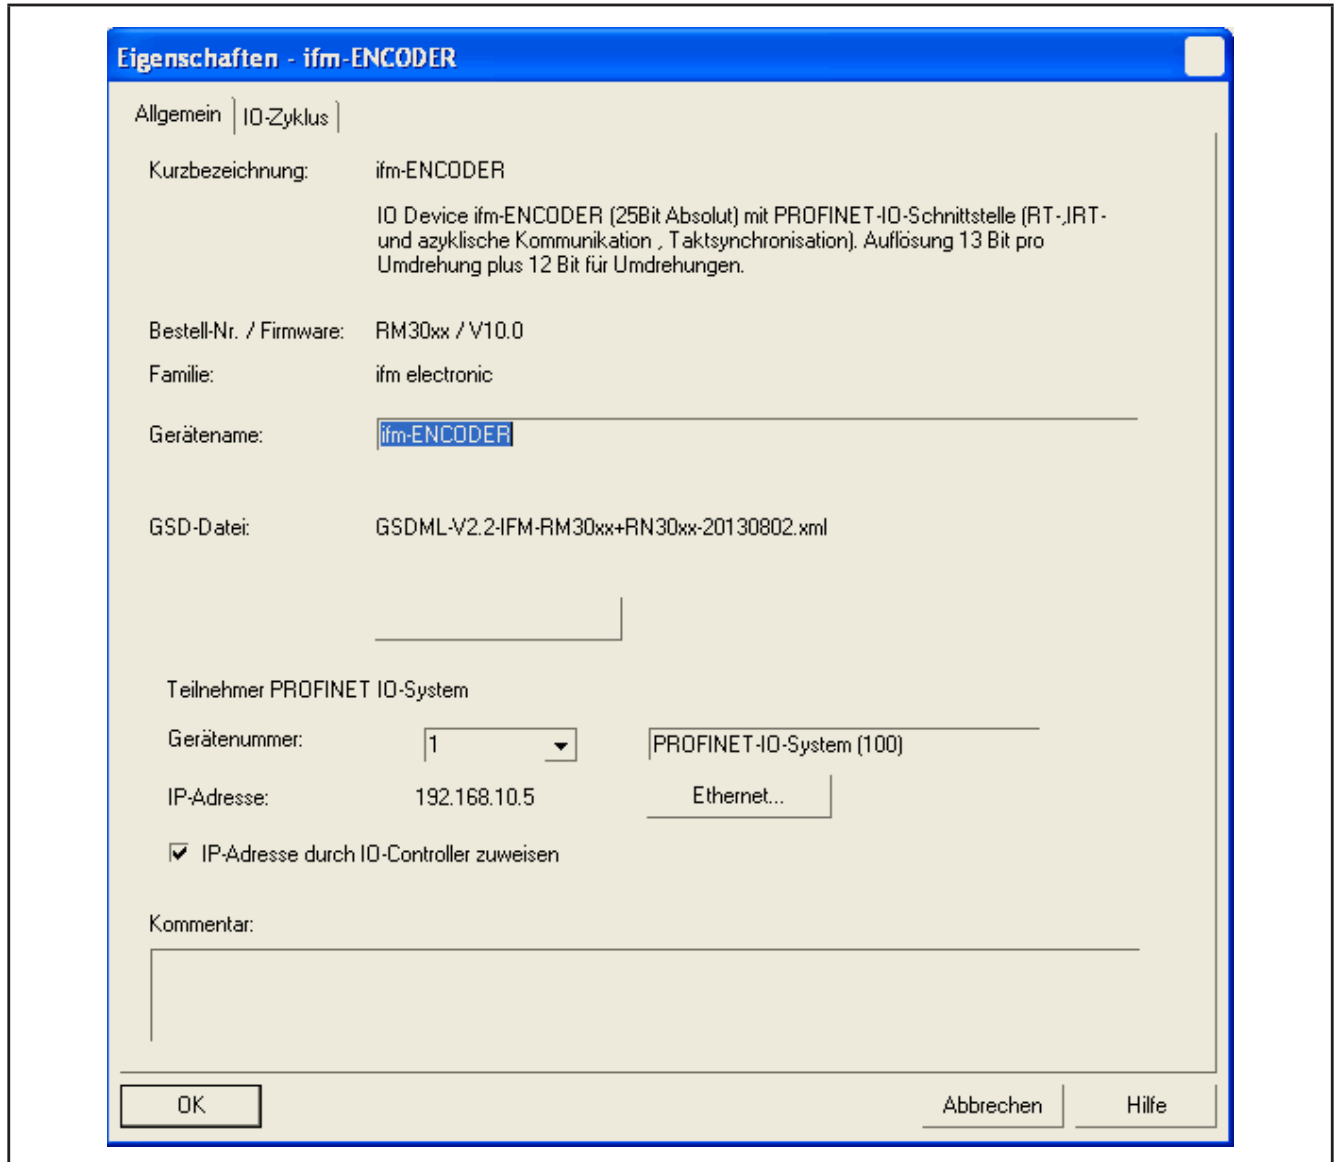 Eigenschaften - ifm-ENCODER
Allgemein IO-Zyklus
Kurzbezeichnung: ifm-ENCODER
IO Device ifm-ENCODER (25Bit Absolut) mit PROFINET-IO-Schnittstelle (RT-,IRT-
und azyklische Kommunikation , Taktsynchronisation). Auflösung 13 Bit pro
Umdrehung plus 12 Bit für Umdrehungen.
Bestell-Nr. / Firmware: RM30xx / V10.0
Familie: ifm electronic
Gerätename: ifm-ENCODER
GSD-Datei: GSDML-V2.2-IFM-RM30xx+RN30xx-20130802.xml
Teilnehmer PROFINET IO-System
Gerätenummer: 1 PROFINET-IO-System (100)
IP-Adresse: 192.168.10.5 Ethernet...
IP-Adresse durch IO-Controller zuweisen
Kommentar:
OK Abbrechen Hilfe